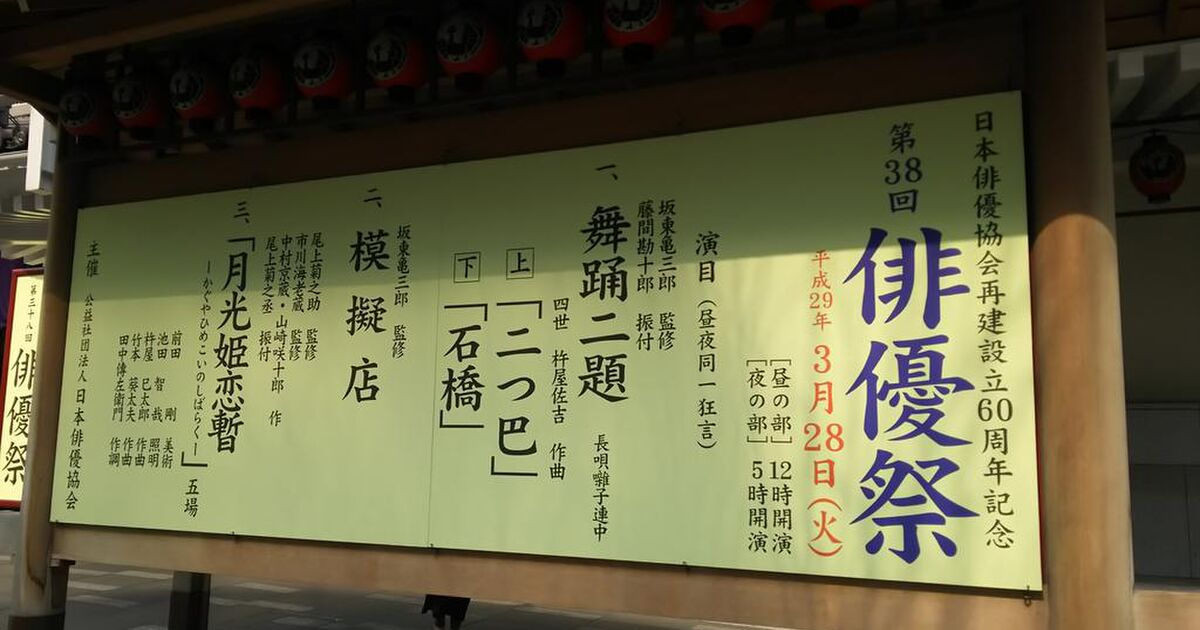 日本俳優協会再建設立60周年記念
第38回
俳優祭
平成29年 3月28日(火)
[昼の部] 12時開演
[夜の部] 5時開演
演目(昼夜同一狂言)
坂東亀三郎 監修
藤間勘十郎 振付
一、舞踊二題
長唄囃子連中
四世 杵屋佐吉 作曲
上「二つ巴」
下「石橋」
坂東亀三郎 監修
二、模擬店
尾上菊之助 監修
市川海老蔵 監修
中村京蔵・山崎咲十郎 作
尾上菊之丞 振付
三、「月光姫恋暫」五場
―かぐやひめこいのしばらく―
前田 剛 美術
池田 智哉 照明
杵屋 巳太郎 作曲
竹本 葵太夫 作曲
田中傳左衛門 作調
主催 公益社団法人 日本俳優協会
第三十八回
俳優祭